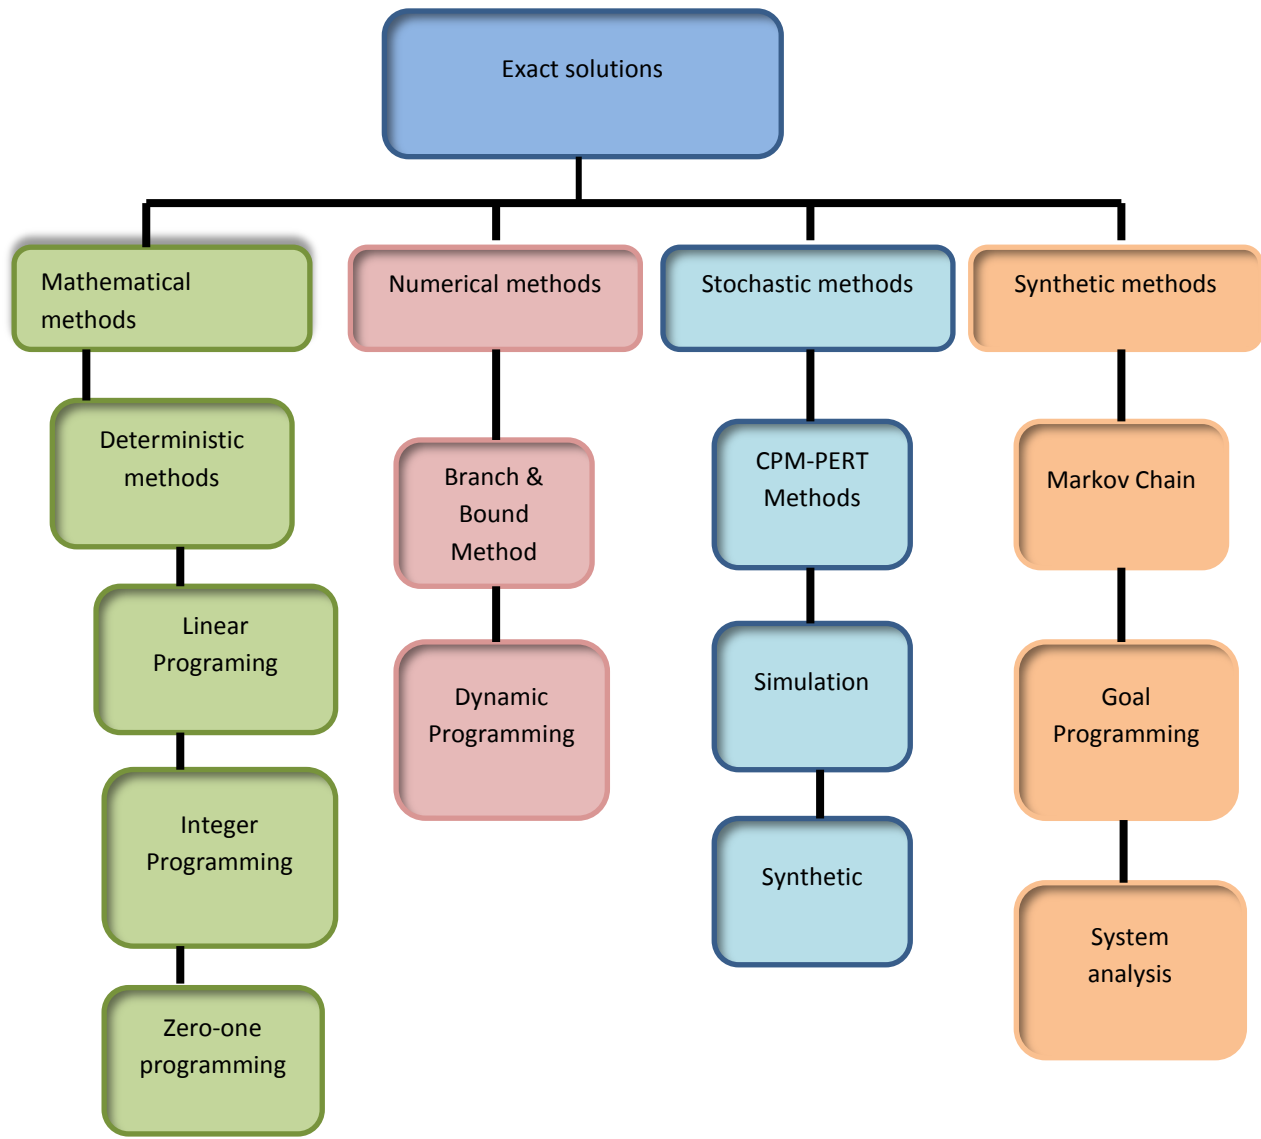 Exact solutions
Mathematical
methods
Numerical methods
Stochastic methods
Synthetic methods
Deterministic
methods
Linear
Programing
Integer
Programming
Zero-one
programming
Branch &
Bound
Method
Dynamic
Programming
CPM-PERT
Methods
Simulation
Synthetic
Markov Chain
Goal
Programming
System
analysis